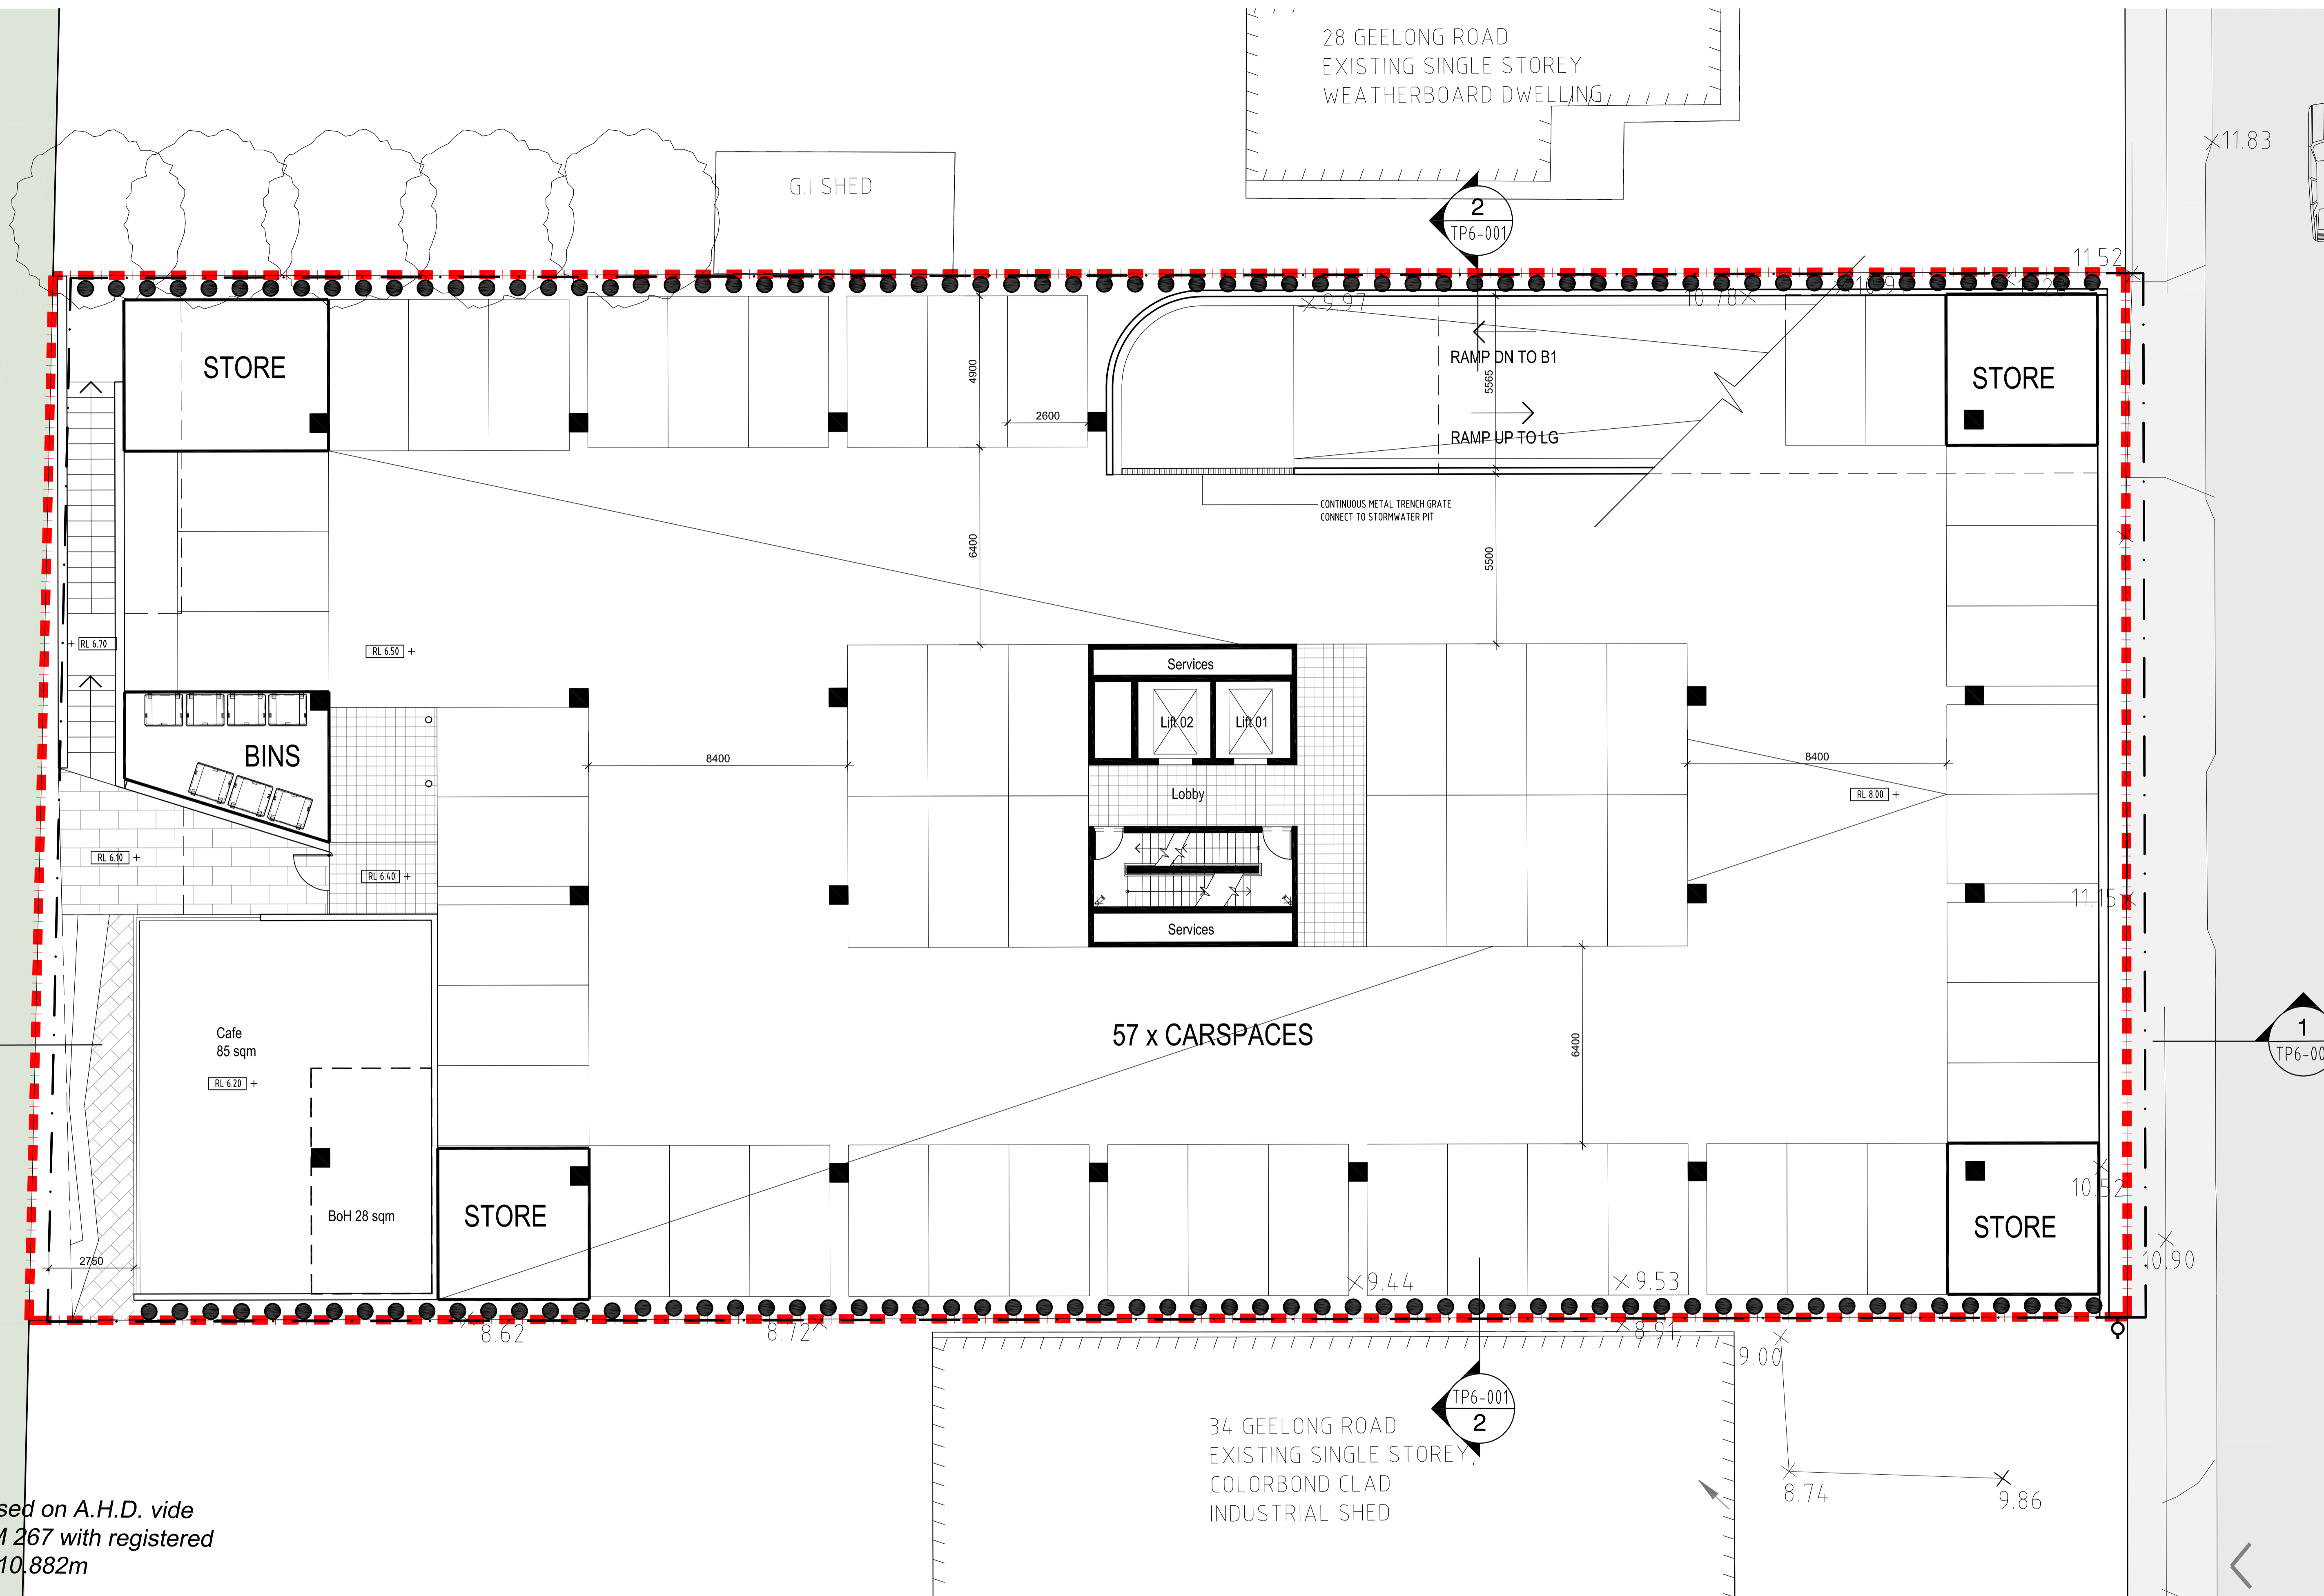 28 GEELONG ROAD
EXISTING SINGLE STOREY
WEATHERBOARD DWELLING
11.83
G.I SHED
2
TP6-001
11.52
9.97
10.78
STORE
RAMP DN TO B1
STORE
4900
5565
2600
RAMP UP TO LG
CONTINUOUS METAL TRENCH GRATE
CONNECT TO STORMWATER PIT
6400
5500
RL 6.70
RL 6.50
Services
Lift 02
Lift 01
BINS
8400
8400
Lobby
RL 8.00
RL 6.10
RL 6.40
11.15
Services
Cafe
85 sqm
57 x CARSPACES
6400
1
TP6-00
RL 6.20
10.52
BoH 28 sqm
STORE
STORE
2750
10.90
9.44
9.53
8.62
8.72
8.91
9.00
TP6-001
2
34 GEELONG ROAD
EXISTING SINGLE STOREY,
COLORBOND CLAD
INDUSTRIAL SHED
8.74
9.86
sed on A.H.D. vide
M 267 with registered
10.882m